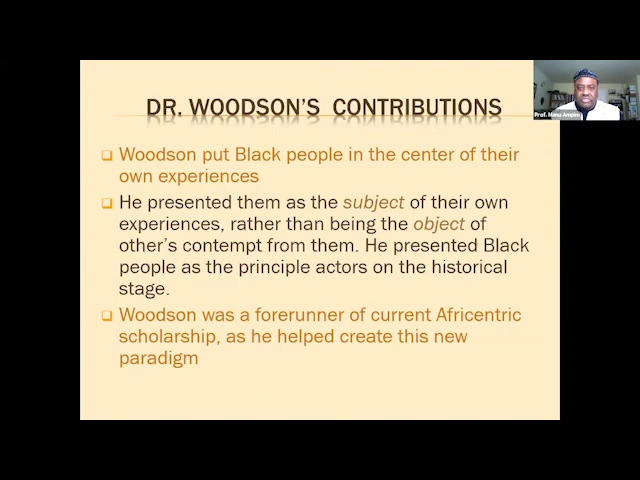 DR. WOODSON'S CONTRIBUTIONS
Woodson put Black people in the center of their
own experiences
He presented them as the subject of their own
experiences, rather than being the object of
other's contempt from them. He presented Black
people as the principle actors on the historical
stage.
Woodson was a forerunner of current Africentric
scholarship, as he helped create this new
paradigm
Prof. Manu Ampim